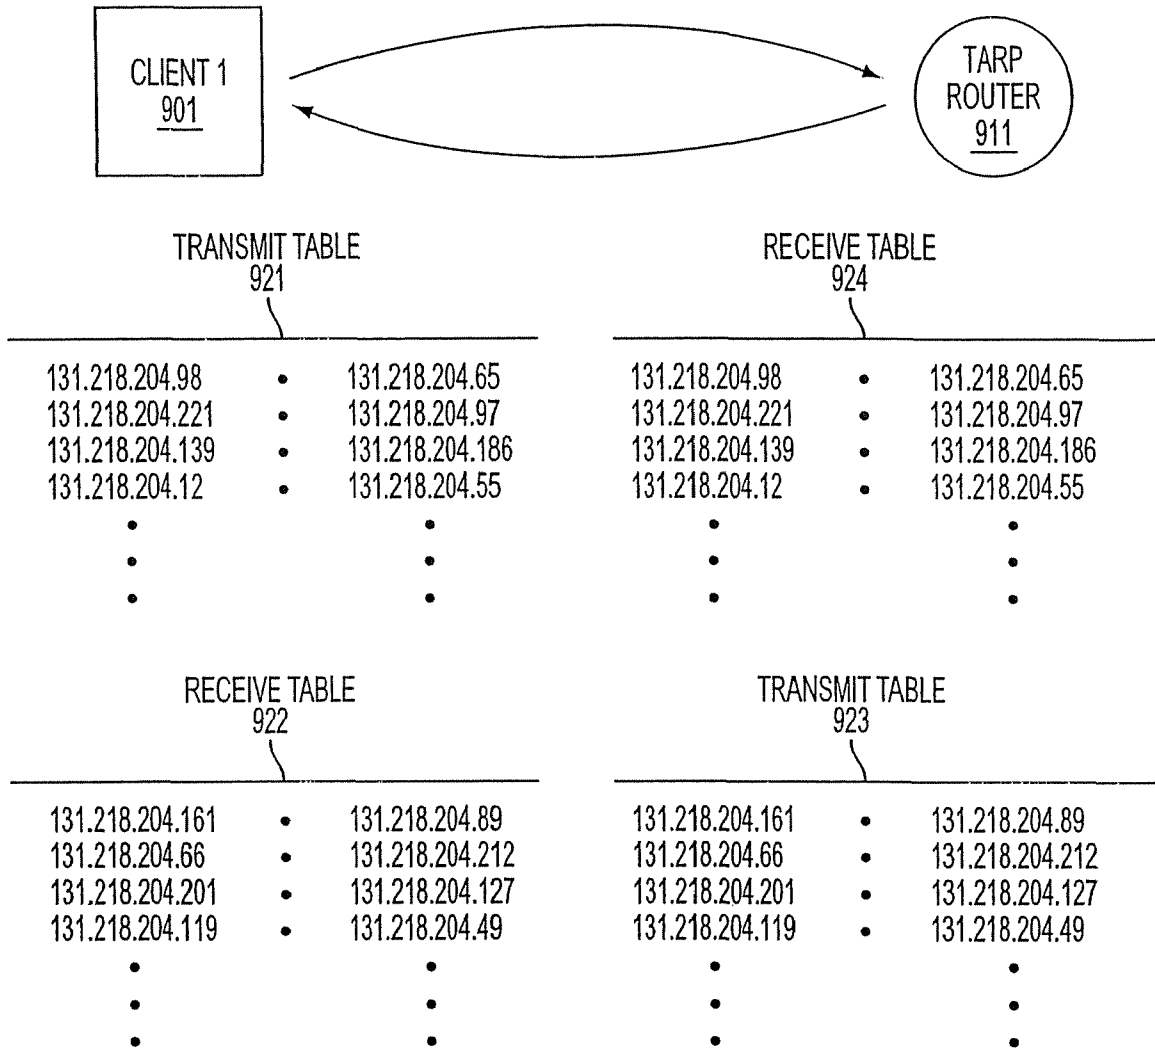 CLIENT 1
901
TARP
ROUTER
911
TRANSMIT TABLE
921
131.218.204.98 • 131.218.204.65
131.218.204.221 • 131.218.204.97
131.218.204.139 • 131.218.204.186
131.218.204.12 • 131.218.204.55
RECEIVE TABLE
924
131.218.204.98 • 131.218.204.65
131.218.204.221 • 131.218.204.97
131.218.204.139 • 131.218.204.186
131.218.204.12 • 131.218.204.55
RECEIVE TABLE
922
131.218.204.161 • 131.218.204.89
131.218.204.66 • 131.218.204.212
131.218.204.201 • 131.218.204.127
131.218.204.119 • 131.218.204.49
TRANSMIT TABLE
923
131.218.204.161 • 131.218.204.89
131.218.204.66 • 131.218.204.212
131.218.204.201 • 131.218.204.127
131.218.204.119 • 131.218.204.49